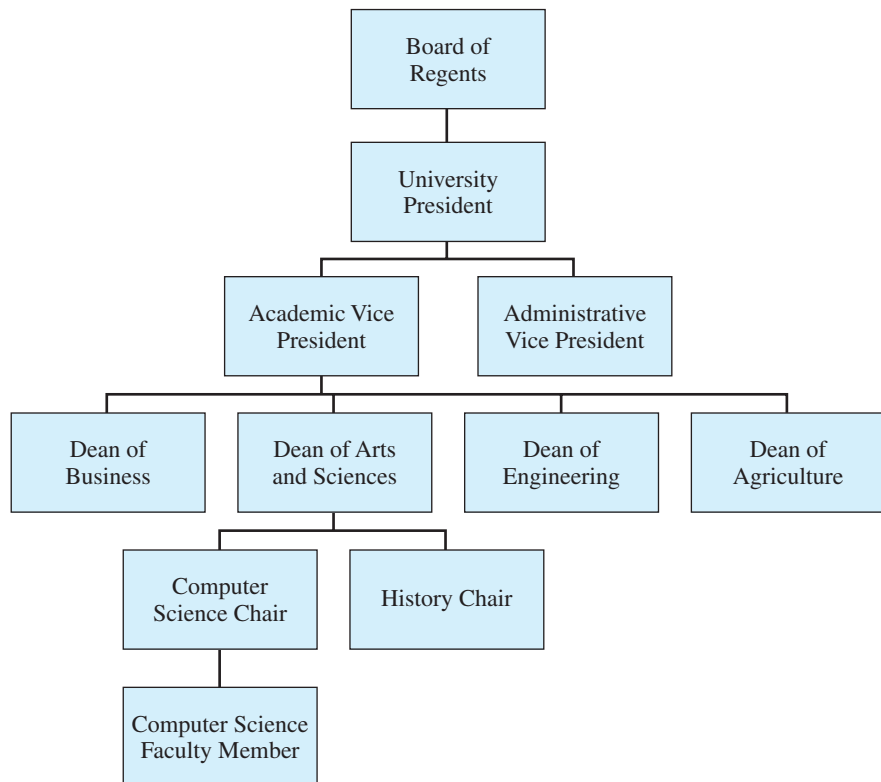 Board of
Regents
University
President
Academic Vice
President
Administrative
Vice President
Dean of
Business
Dean of Arts
and Sciences
Dean of
Engineering
Dean of
Agriculture
Computer
Science Chair
History Chair
Computer Science
Faculty Member